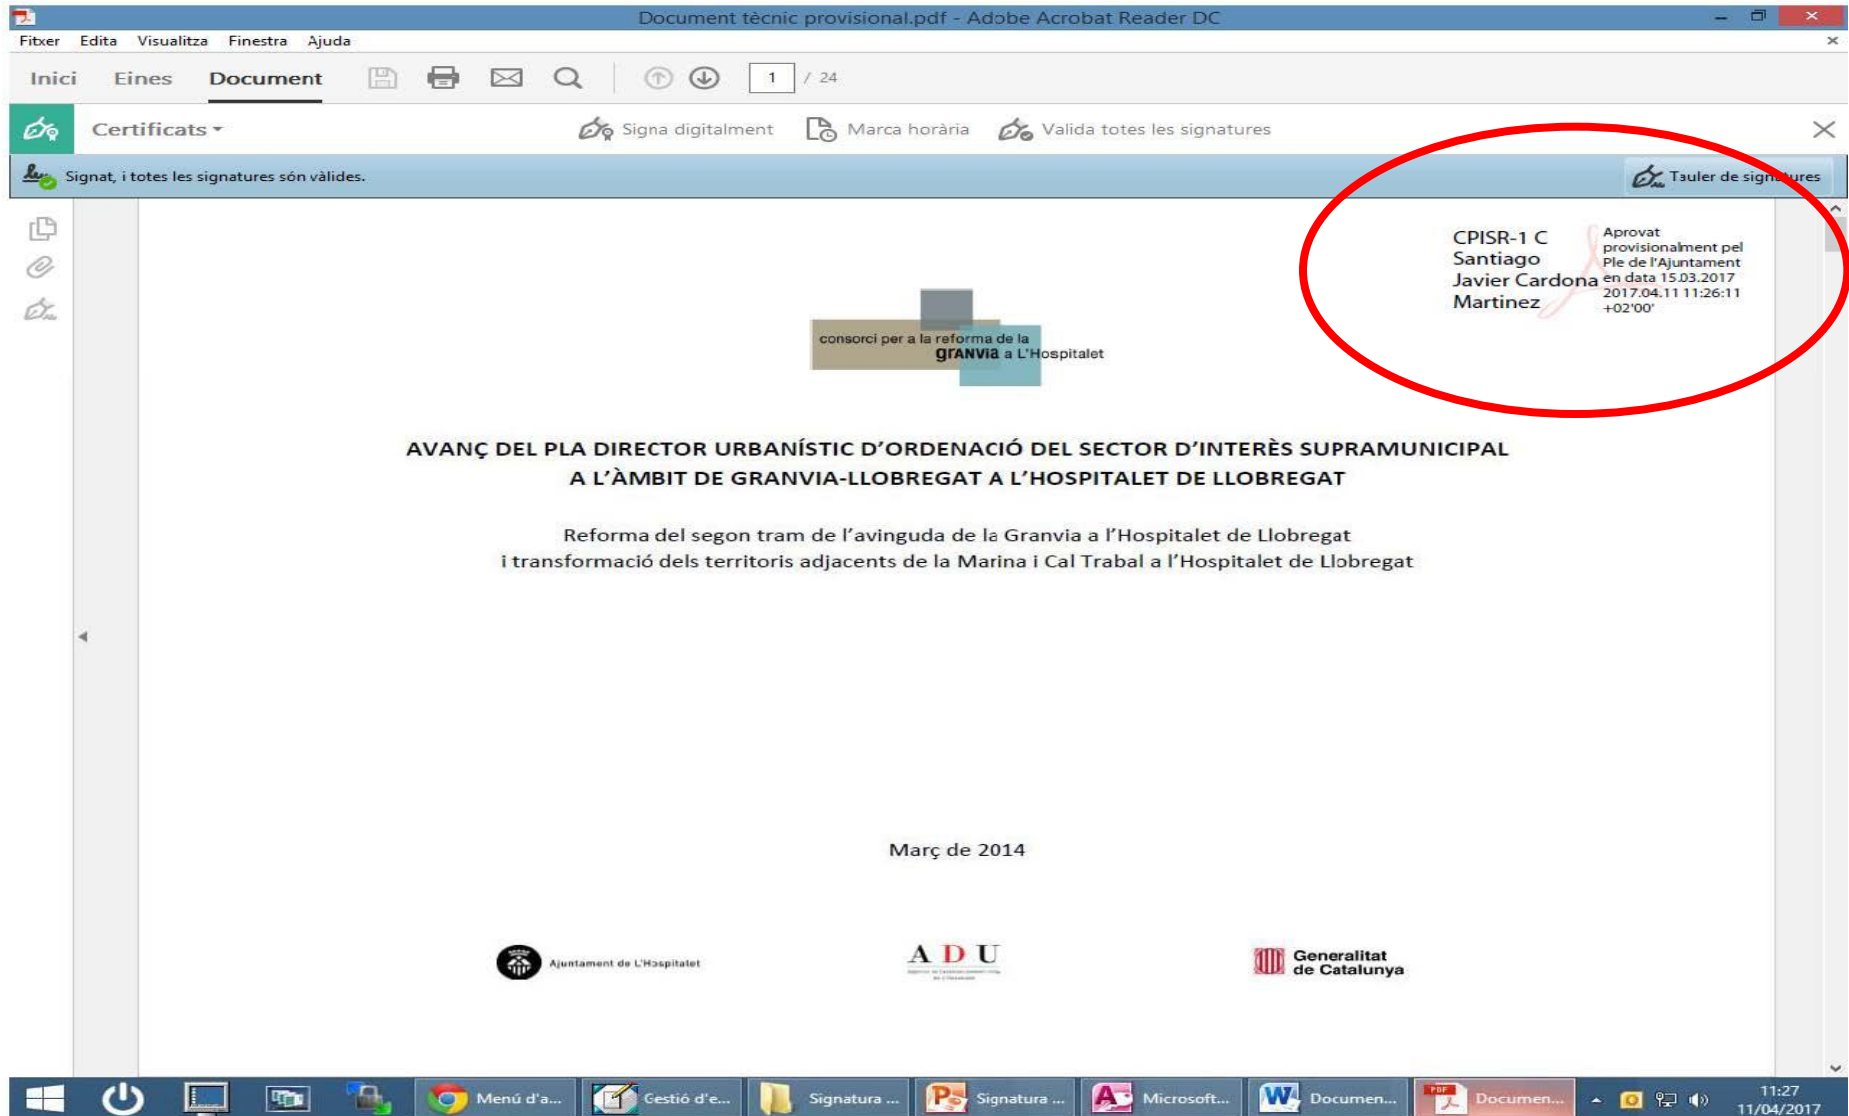 Document tècnic provisional.pdf - Adobe Acrobat Reader DC
Fitxer Edita Visualitza Finestra Ajuda
Inici Eines Document 1 / 24
Certificats Signa digitalment Marca horària Valida totes les signatures
Signat, i totes les signatures són vàlides. Tauler de signatures
CPISR-1 C
Santiago
Javier Cardona
Martinez
Aprovat
provisionalment pel
Ple de l'Ajuntament
en data 15.03.2017
2017.04.11 11:26:11
+02'00'
consorci per a la reforma de la
granvia a L'Hospitalet
AVANÇ DEL PLA DIRECTOR URBANÍSTIC D’ORDENACIÓ DEL SECTOR D’INTERÈS SUPRAMUNICIPAL
A L’ÀMBIT DE GRANVIA-LLOBREGAT A L’HOSPITALET DE LLOBREGAT
Reforma del segon tram de l’avinguda de la Granvia a l’Hospitalet de Llobregat
i transformació dels territoris adjacents de la Marina i Cal Trabal a l’Hospitalet de Llobregat
Març de 2014
Ajuntament de L'Hospitalet
ADU
Generalitat
de Catalunya
Menú d'a... Gestió d'e... Signatura ... Signatura ... Microsoft... Documen... Documen...
11:27
11/04/2017